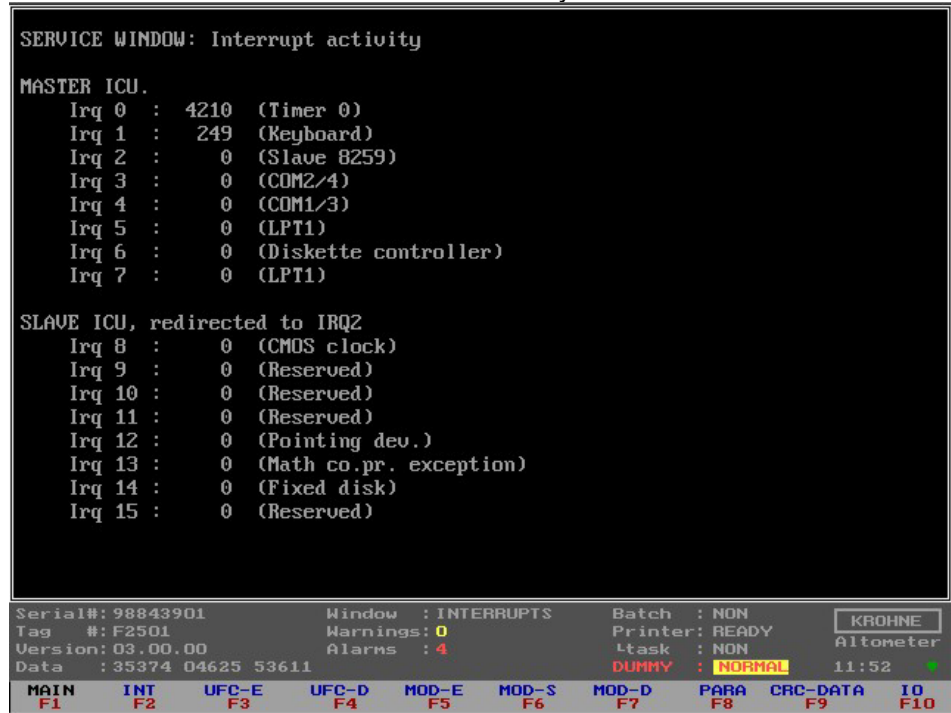 SERVICE WINDOW: Interrupt activity
MASTER ICU.
Irq 0 : 4210 (Timer 0)
Irq 1 : 249 (Keyboard)
Irq 2 : 0 (Slave 8259)
Irq 3 : 0 (COM2/4)
Irq 4 : 0 (COM1/3)
Irq 5 : 0 (LPT1)
Irq 6 : 0 (Diskette controller)
Irq 7 : 0 (LPT1)
SLAVE ICU, redirected to IRQ2
Irq 8 : 0 (CMOS clock)
Irq 9 : 0 (Reserved)
Irq 10 : 0 (Reserved)
Irq 11 : 0 (Reserved)
Irq 12 : 0 (Pointing dev.)
Irq 13 : 0 (Math co.pr. exception)
Irq 14 : 0 (Fixed disk)
Irq 15 : 0 (Reserved)
Serial#: 98843901 Window : INTERRUPTS Batch : NON KROHNE
Tag #: F2501 Warnings: 0 Printer: READY Altometer
Version: 03.00.00 Alarms : 4 └task : NON
Data : 35374 04625 53611 DUMMY : NORMAL 11:52
MAIN INT UFC-E UFC-D MOD-E MOD-S MOD-D PARA CRC-DATA IO
F1 F2 F3 F4 F5 F6 F7 F8 F9 F10